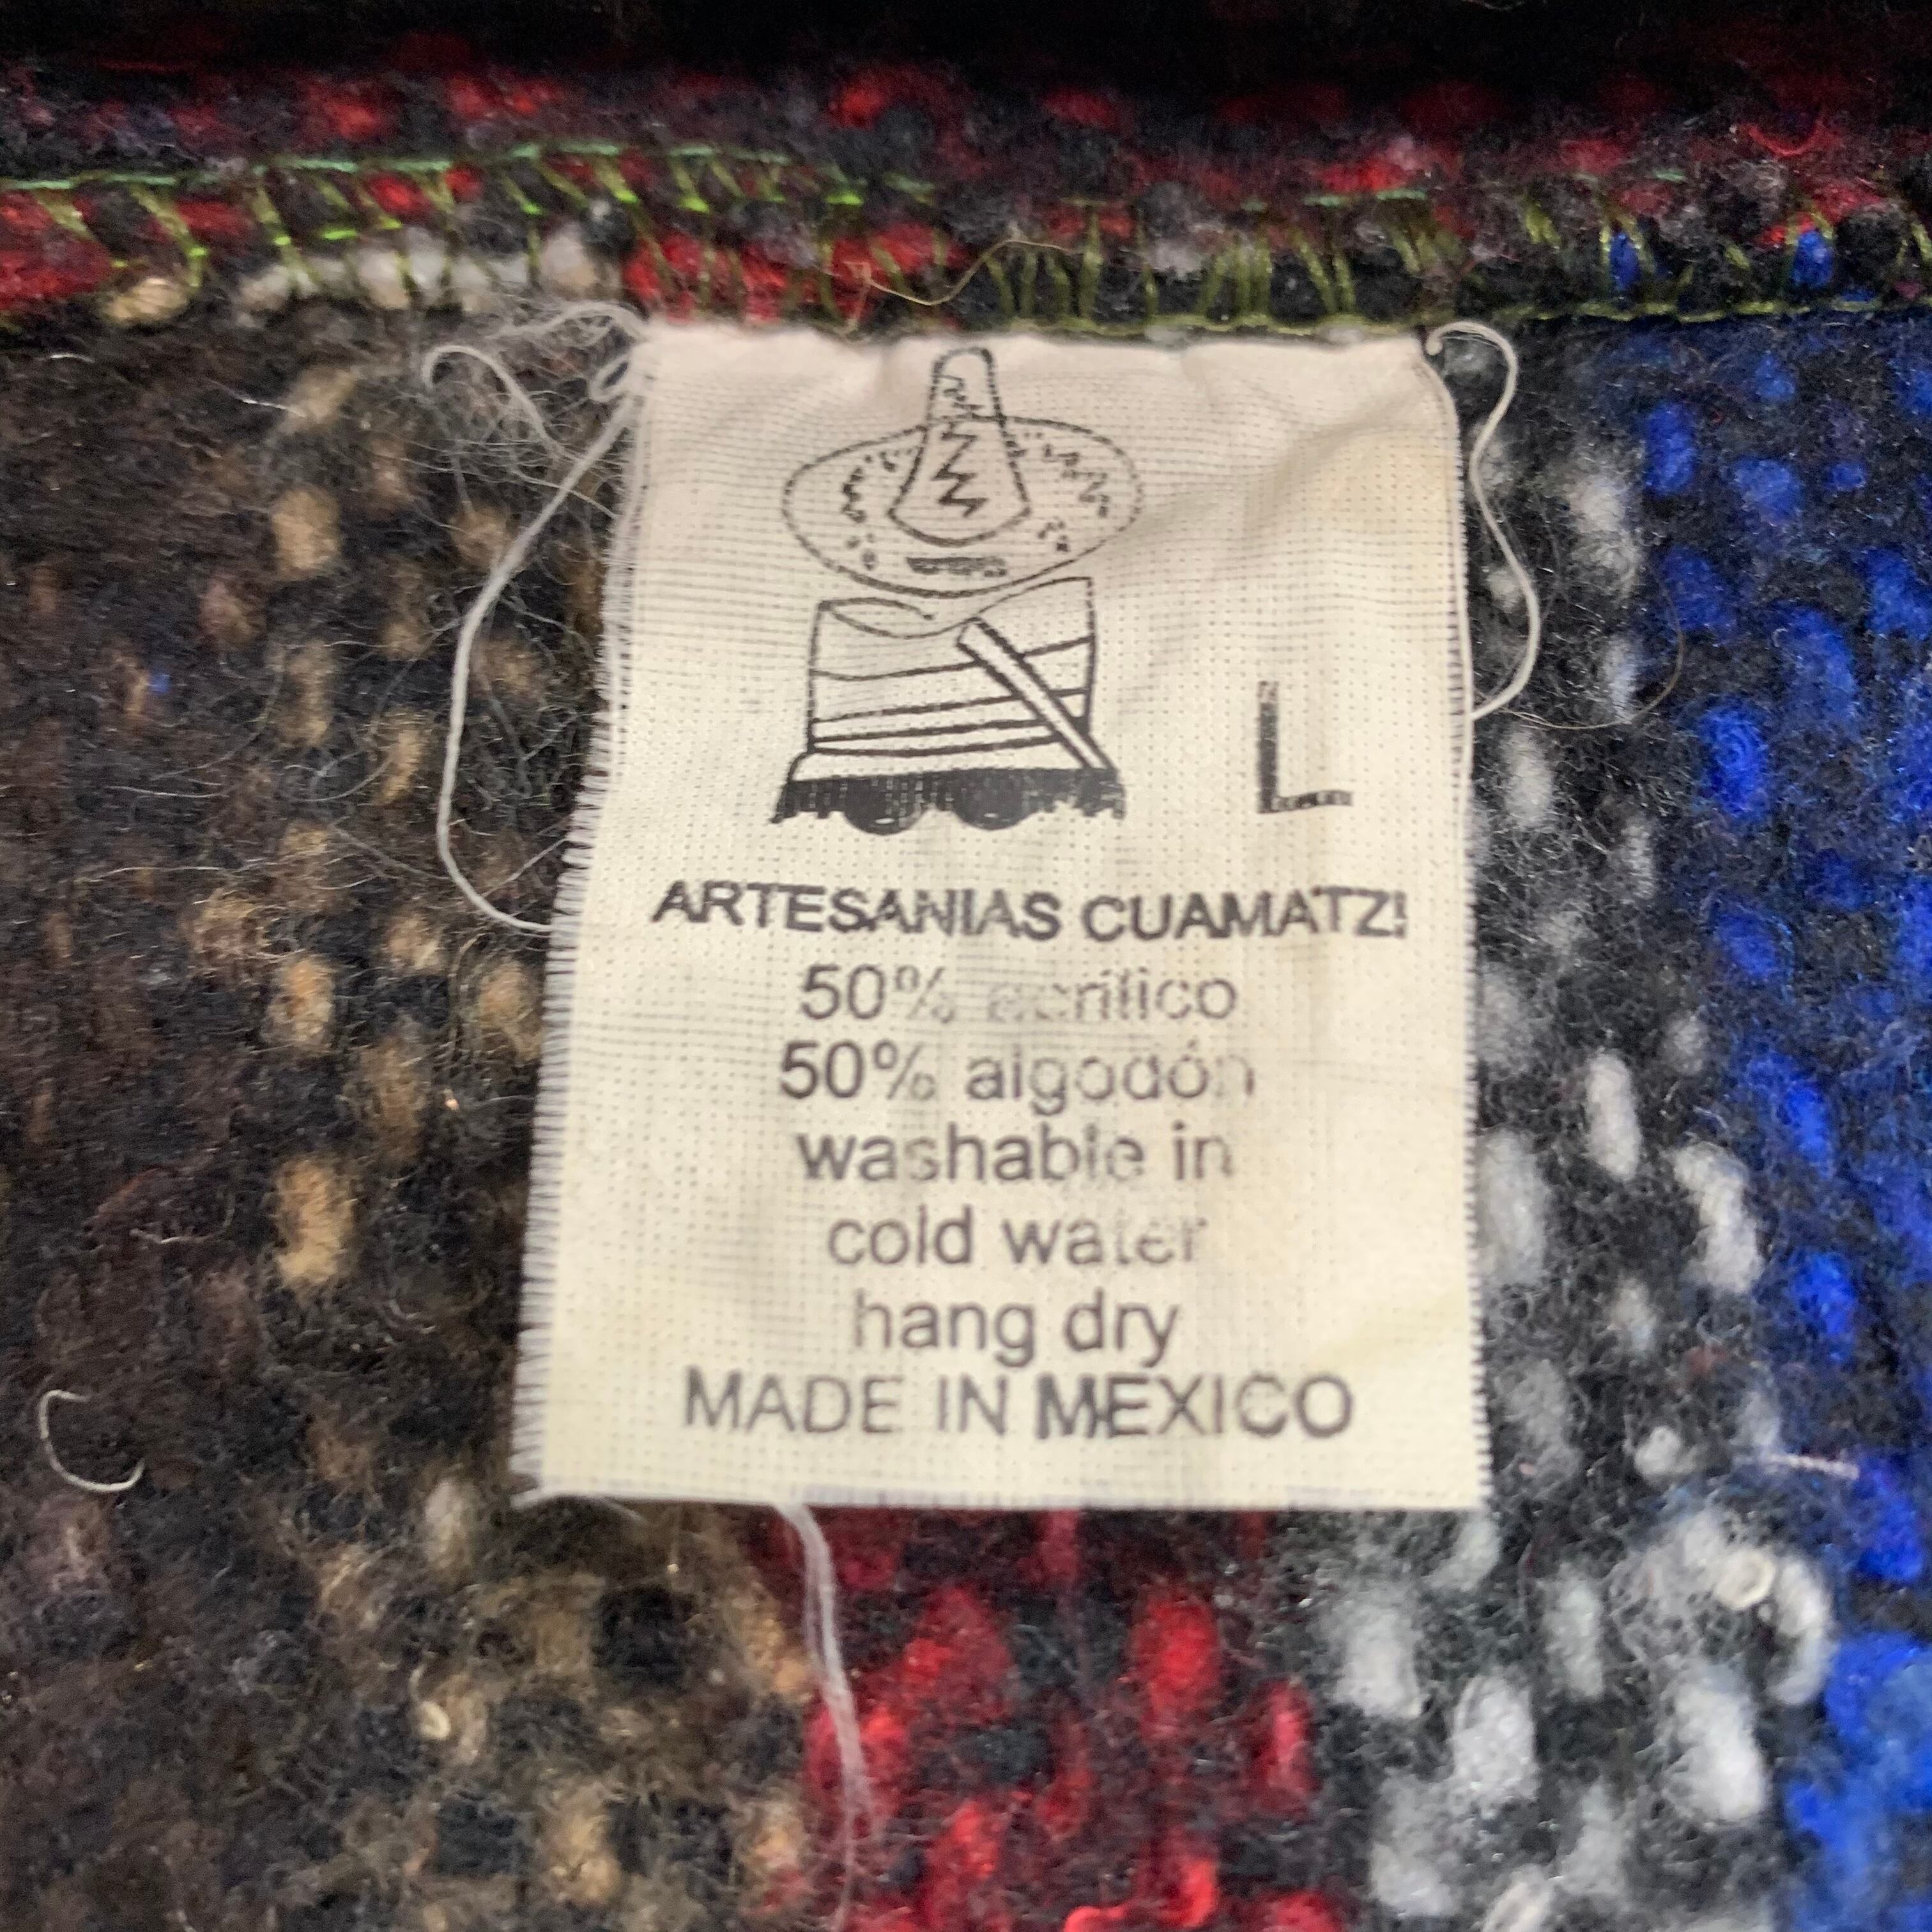 L
ARTESANIAS CUAMATZI
50% acrilico
50% algodón
washable in
cold water
hang dry
MADE IN MEXICO